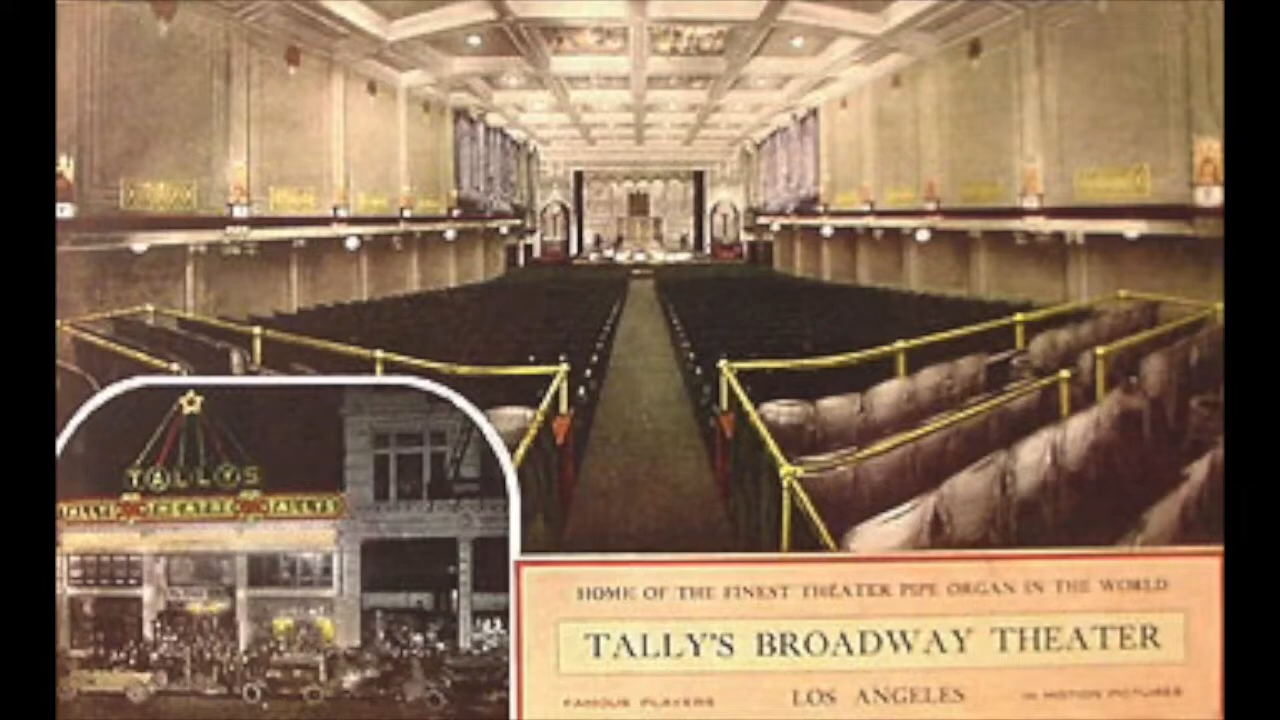 TALLYS
TALLYS THEATRE TALLYS
HOME OF THE FINEST THEATER PIPE ORGAN IN THE WORLD
TALLY'S BROADWAY THEATER
FAMOUS PLAYERS LOS ANGELES IN MOTION PICTURES